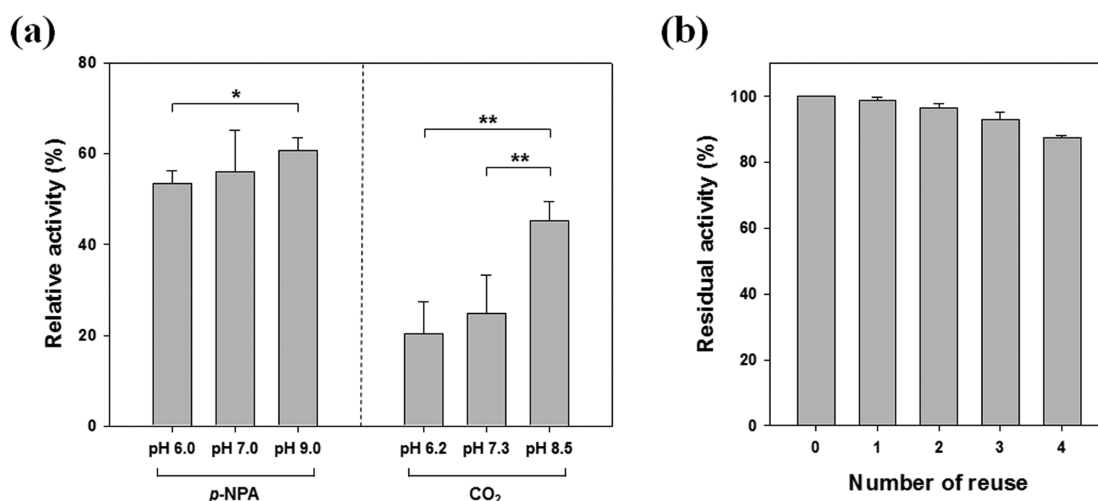 (a)
80
60
40
20
0
Relative activity (%)
*
**
**
pH 6.0 pH 7.0 pH 9.0 pH 6.2 pH 7.3 pH 8.5
p-NPA CO₂
(b)
100
80
60
40
20
0
Residual activity (%)
0 1 2 3 4
Number of reuse